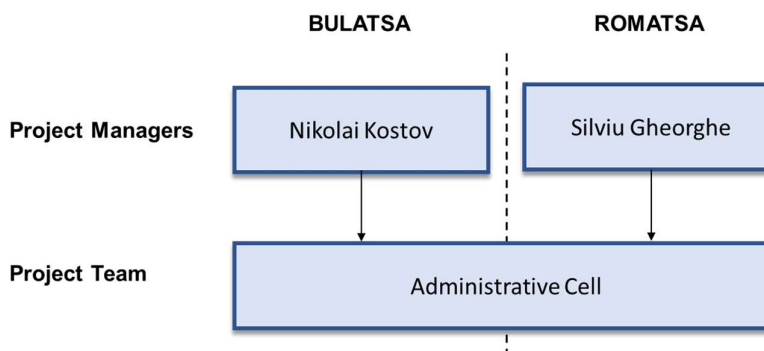 BULATSA
ROMATSA
Project Managers
Nikolai Kostov
Silviu Gheorghe
Project Team
Administrative Cell